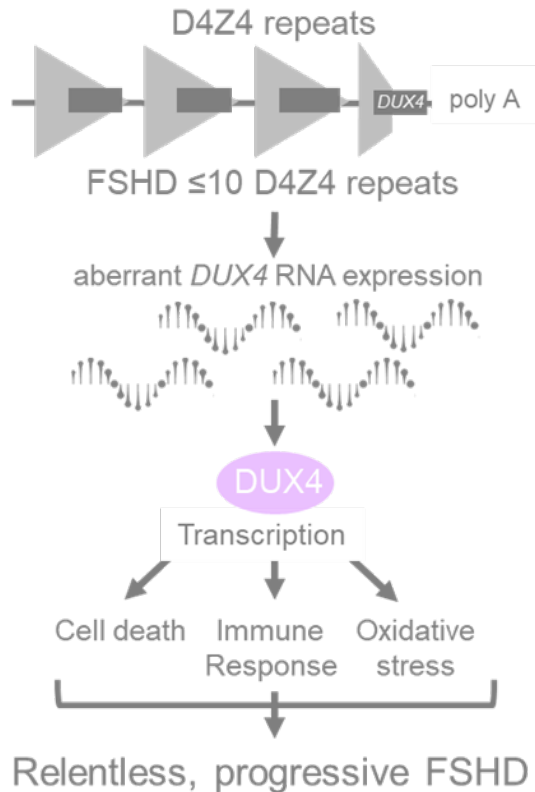 D4Z4 repeats
DUX4
poly A
FSHD ≤10 D4Z4 repeats
aberrant DUX4 RNA expression
DUX4
Transcription
Cell death
Immune
Response
Oxidative
stress
Relentless, progressive FSHD